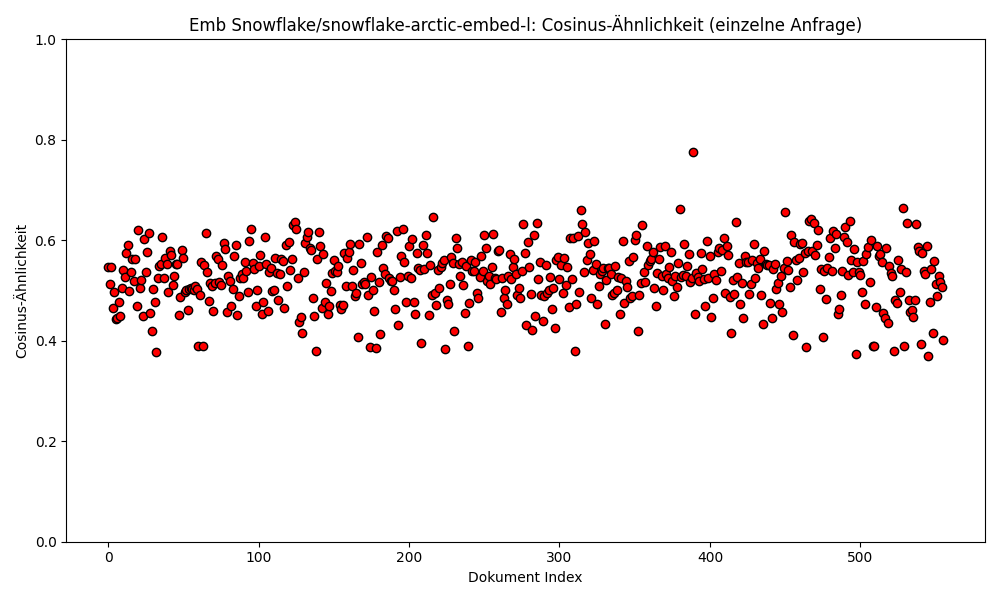 Emb Snowflake/snowflake-arctic-embed-l: Cosinus-Ähnlichkeit (einzelne Anfrage)
1.0
0.8
0.6
0.4
0.2
0.0
Cosinus-Ähnlichkeit
0 100 200 300 400 500
Dokument Index